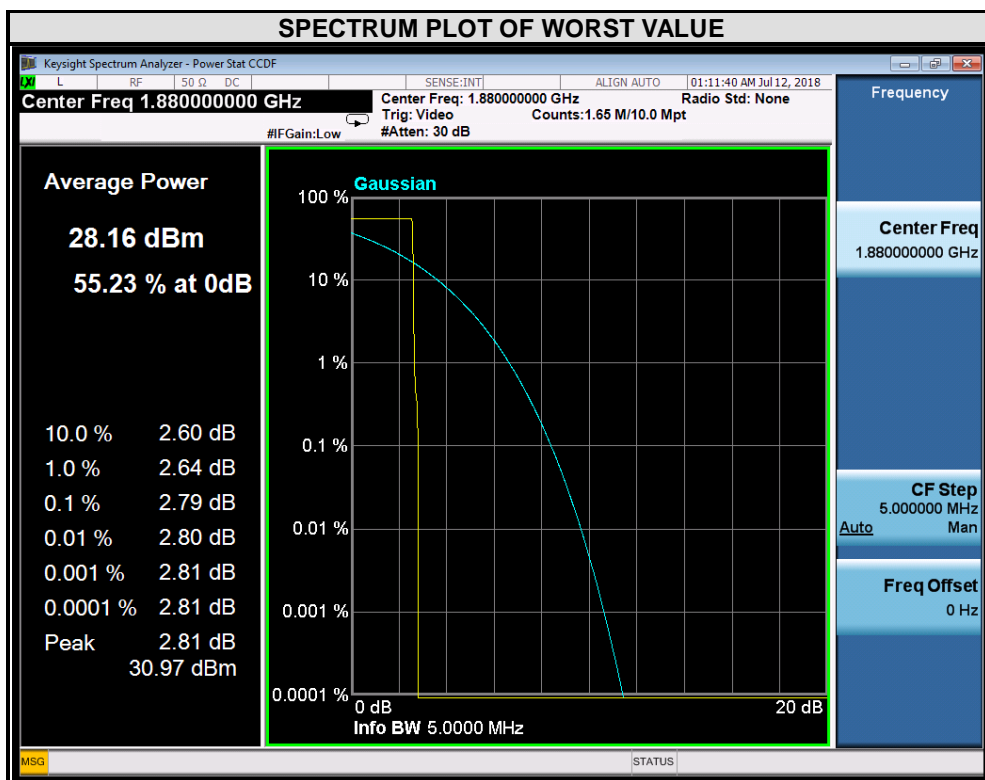 SPECTRUM PLOT OF WORST VALUE
Keysight Spectrum Analyzer - Power Stat CCDF
LXI L RF 50 Ω DC SENSE:INT ALIGN AUTO 01:11:40 AM Jul 12, 2018
Center Freq 1.880000000 GHz
#IFGain:Low
Center Freq: 1.880000000 GHz Radio Std: None
Trig: Video Counts:1.65 M/10.0 Mpt
#Atten: 30 dB
Average Power
28.16 dBm
55.23 % at 0dB
10.0 % 2.60 dB
1.0 % 2.64 dB
0.1 % 2.79 dB
0.01 % 2.80 dB
0.001 % 2.81 dB
0.0001 % 2.81 dB
Peak 2.81 dB
30.97 dBm
Gaussian
100 %
10 %
1 %
0.1 %
0.01 %
0.001 %
0.0001 %
0 dB 20 dB
Info BW 5.0000 MHz
Frequency
Center Freq
1.880000000 GHz
CF Step
5.000000 MHz
Auto Man
Freq Offset
0 Hz
MSG STATUS